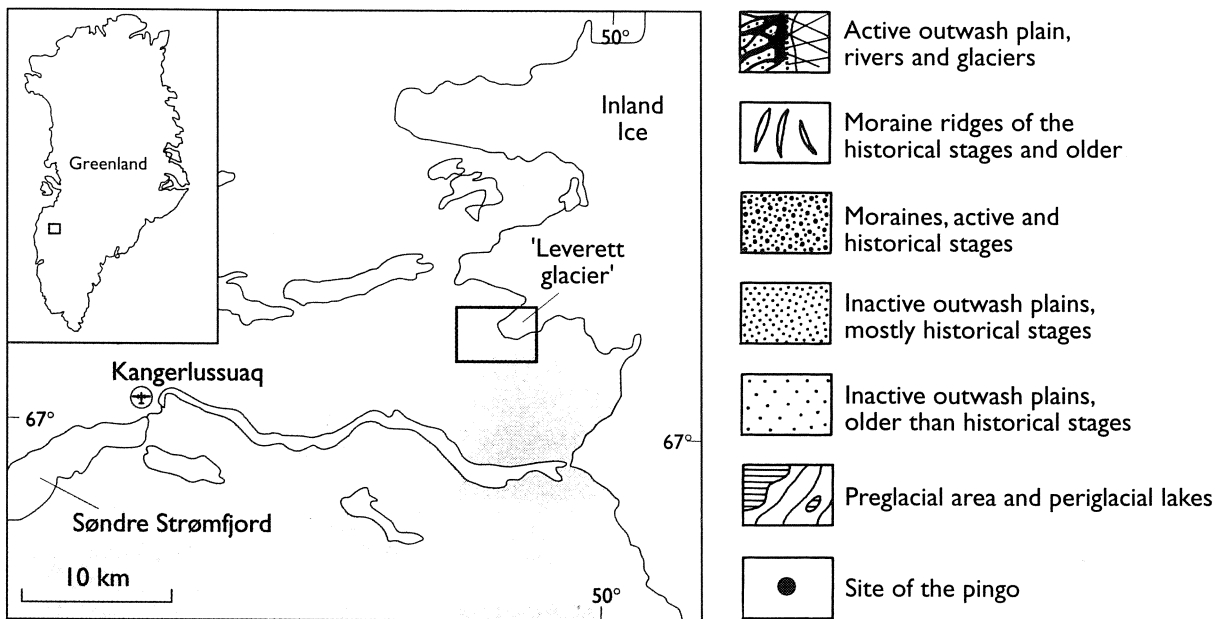 Greenland
50°
Inland
Ice
'Leverett
glacier'
Kangerlussuaq
67°
67°
Søndre Strømfjord
10 km
50°
Active outwash plain,
rivers and glaciers
Moraine ridges of the
historical stages and older
Moraines, active and
historical stages
Inactive outwash plains,
mostly historical stages
Inactive outwash plains,
older than historical stages
Preglacial area and periglacial lakes
Site of the pingo